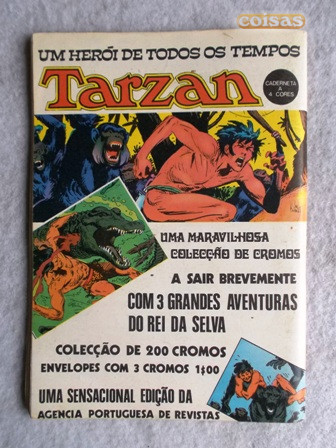 coisas
UM HERÓI DE TODOS OS TEMPOS
Tarzan
CADERNETA
A
4 CORES
UMA MARAVILHOSA
COLECÇÃO DE CROMOS
A SAIR BREVEMENTE
COM 3 GRANDES AVENTURAS
DO REI DA SELVA
COLECÇÃO DE 200 CROMOS
ENVELOPES COM 3 CROMOS 1$00
UMA SENSACIONAL EDIÇÃO DA
AGENCIA PORTUGUESA DE REVISTAS